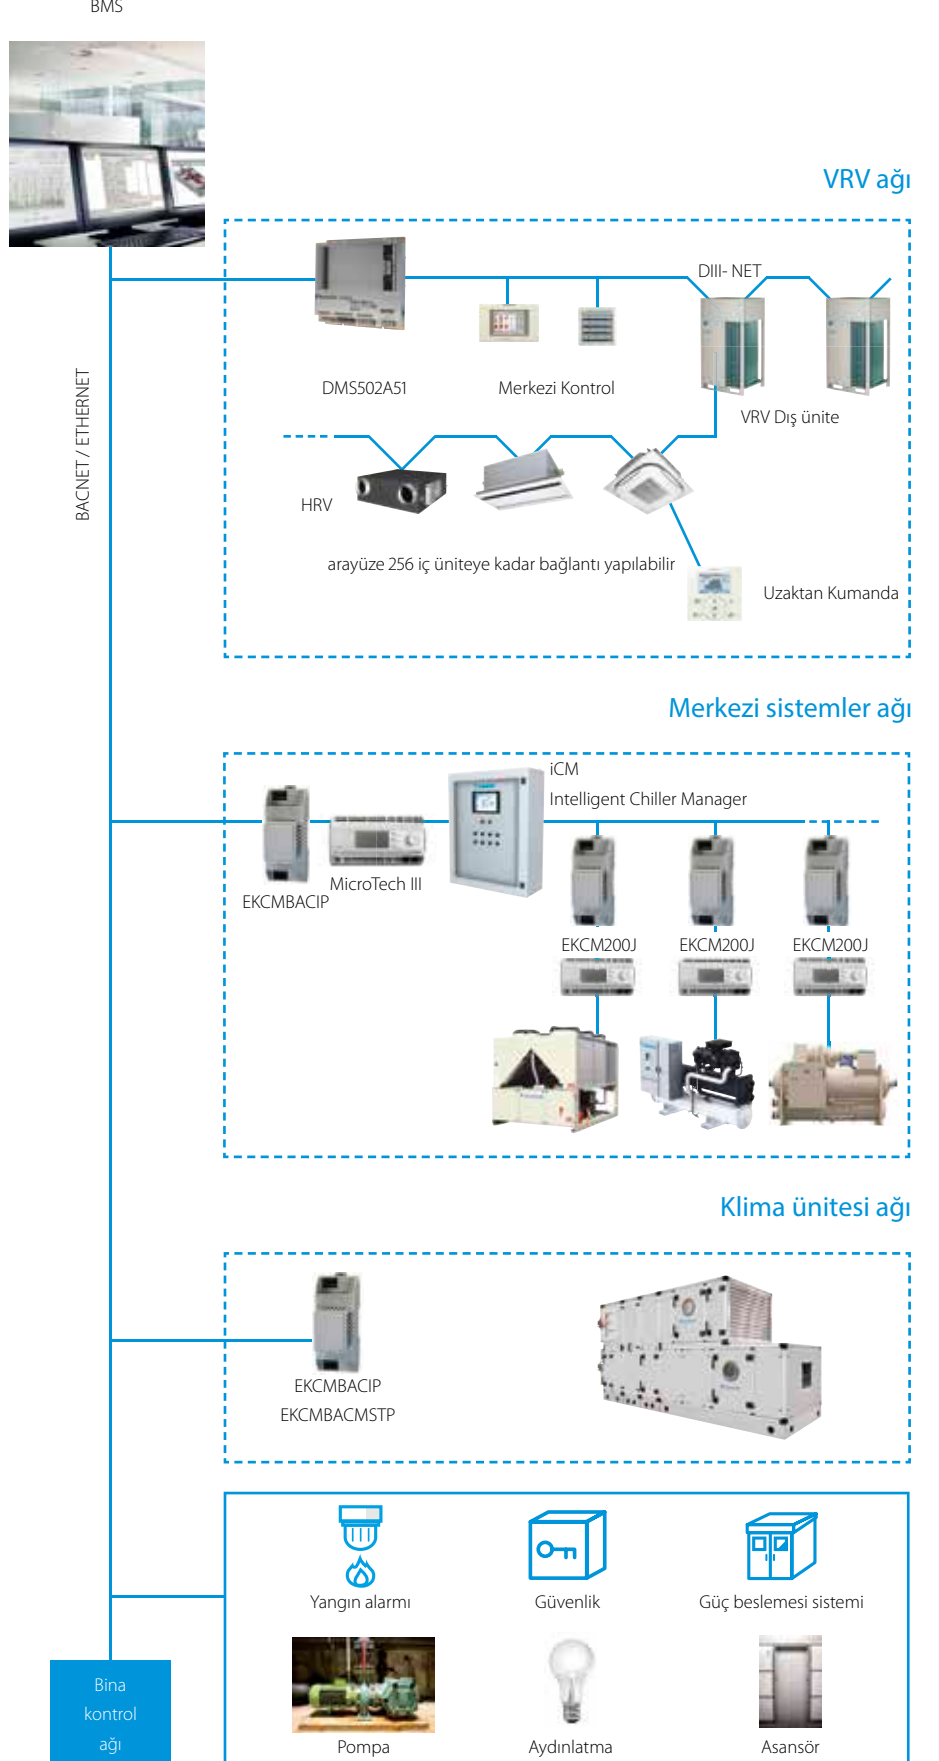 BMS
VRV ağı
DIII- NET
DMS502A51
Merkezi Kontrol
VRV Dış ünite
BACNET / ETHERNET
HRV
arayüze 256 iç üniteye kadar bağlantı yapılabilir
Uzaktan Kumanda
Merkezi sistemler ağı
iCM
Intelligent Chiller Manager
MicroTech III
EKCMBACIP
EKCM200J
EKCM200J
EKCM200J
Klima ünitesi ağı
EKCMBACIP
EKCMBACMSTP
Yangın alarmı
Güvenlik
Güç beslemesi sistemi
Bina
kontrol
ağı
Pompa
Aydınlatma
Asansör